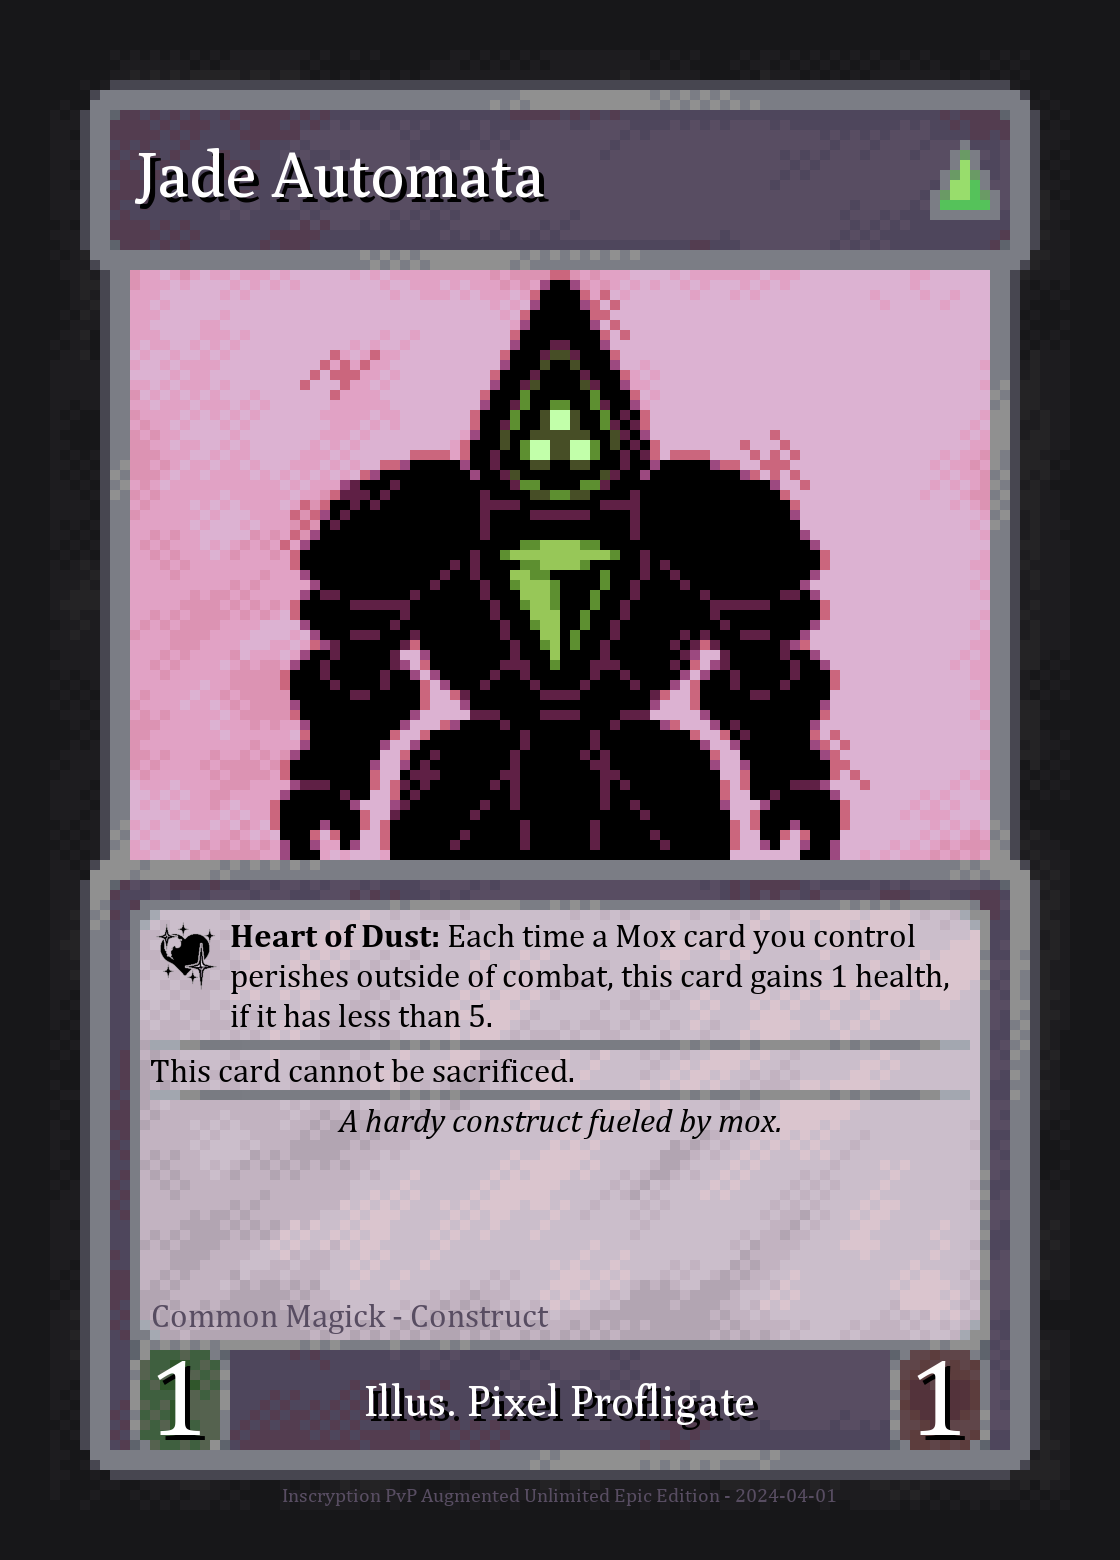 Jade Automata
Heart of Dust: Each time a Mox card you control
perishes outside of combat, this card gains 1 health,
if it has less than 5.
This card cannot be sacrificed.
A hardy construct fueled by mox.
Common Magick - Construct
1
Illus. Pixel Profligate
1
Inscryption PvP Augmented Unlimited Epic Edition - 2024-04-01